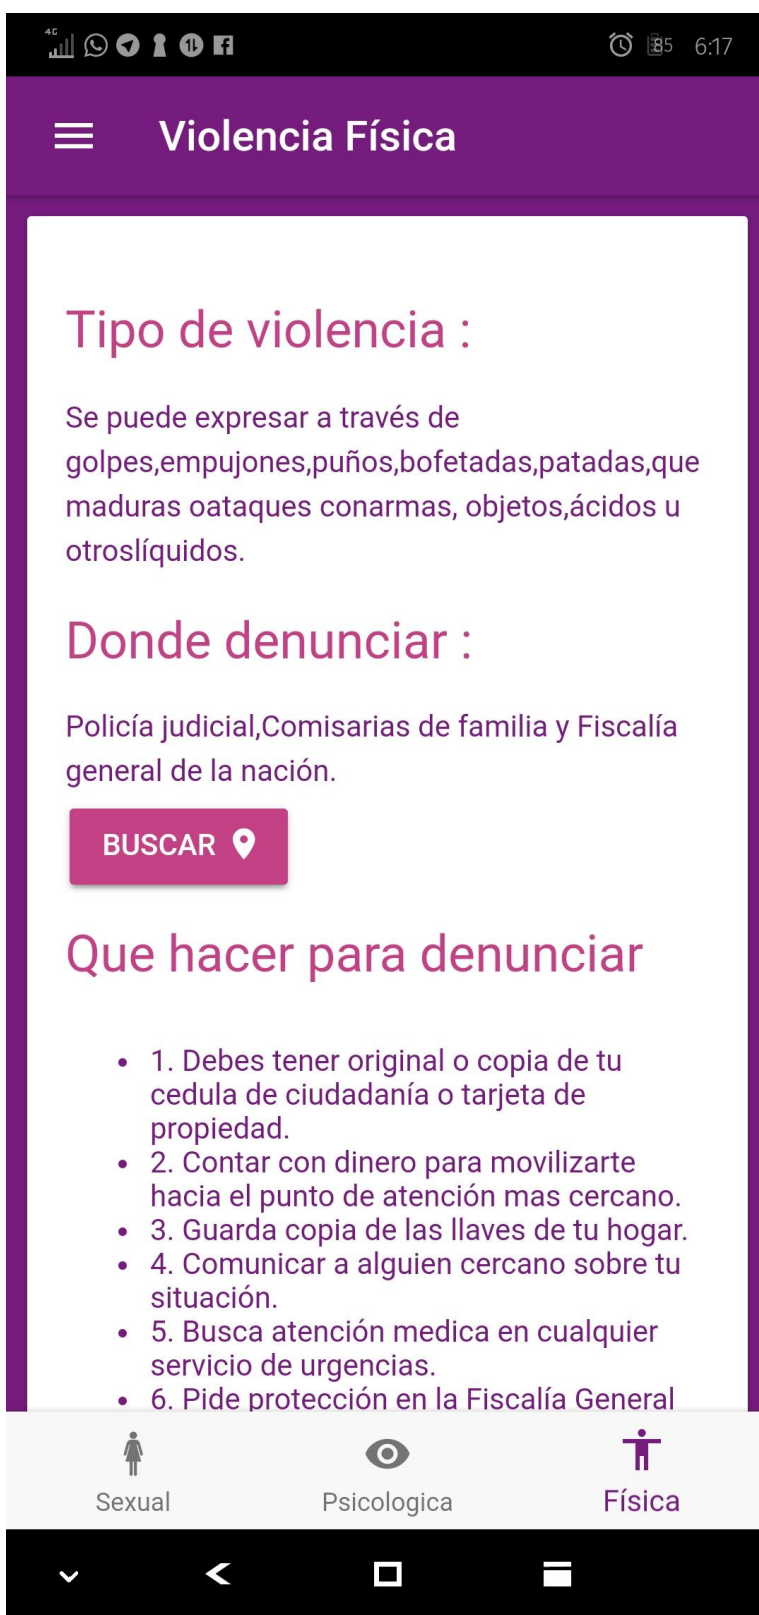 4G 85 6:17
Violencia Física
Tipo de violencia :
Se puede expresar a través de
golpes,empujones,puños,bofetadas,patadas,que
maduras oataques conarmas, objetos,ácidos u
otroslíquidos.
Donde denunciar :
Policía judicial,Comisarias de familia y Fiscalía
general de la nación.
BUSCAR
Que hacer para denunciar
• 1. Debes tener original o copia de tu
cedula de ciudadanía o tarjeta de
propiedad.
• 2. Contar con dinero para movilizarte
hacia el punto de atención mas cercano.
• 3. Guarda copia de las llaves de tu hogar.
• 4. Comunicar a alguien cercano sobre tu
situación.
• 5. Busca atención medica en cualquier
servicio de urgencias.
• 6. Pide protección en la Fiscalía General
Sexual Psicologica Física